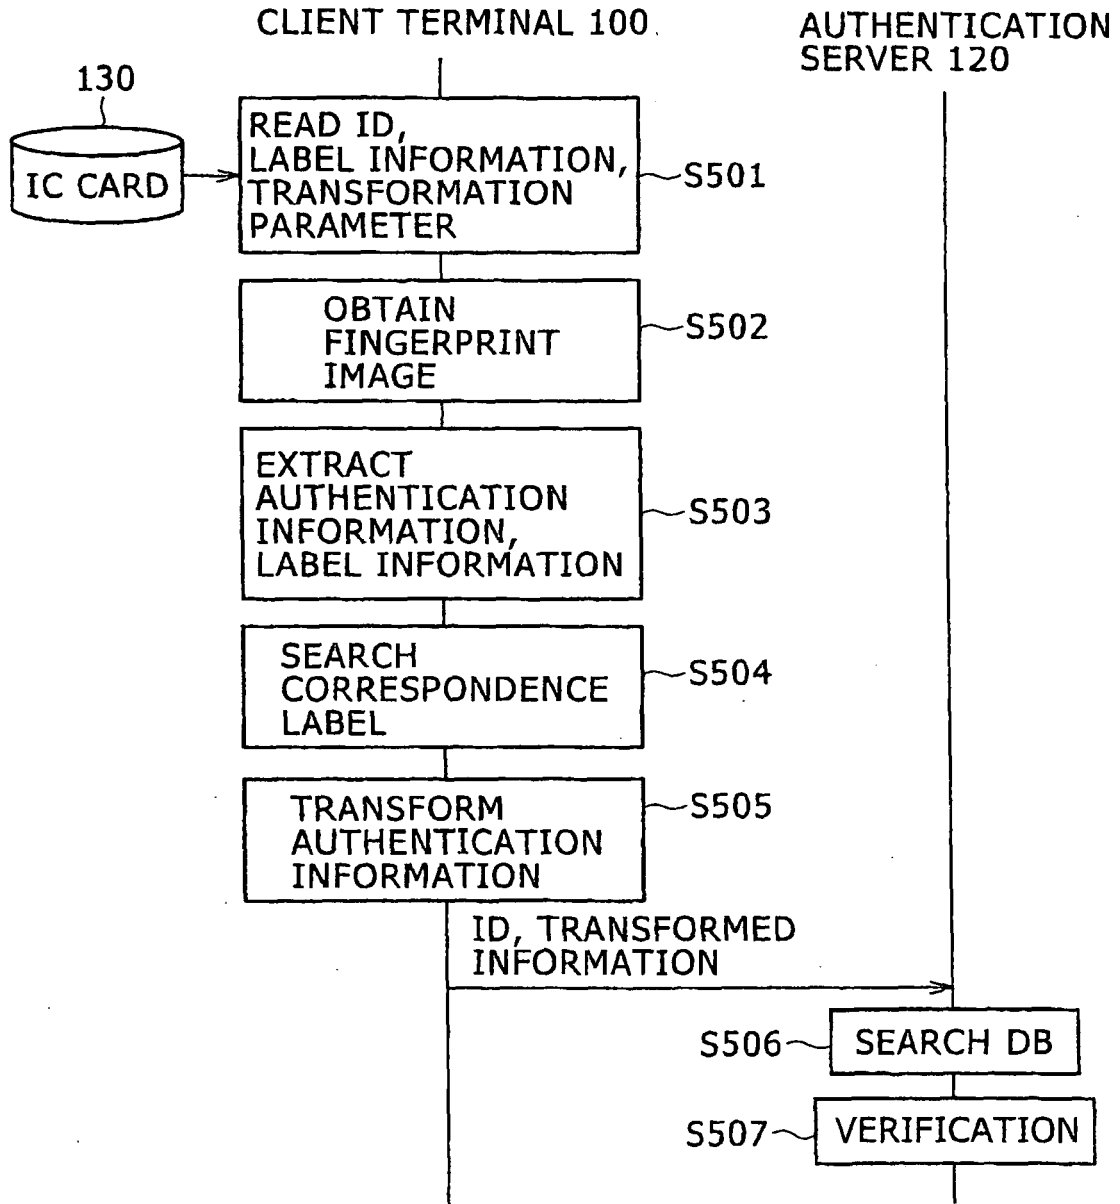 CLIENT TERMINAL 100
AUTHENTICATION
SERVER 120
130
IC CARD
READ ID,
LABEL INFORMATION,
TRANSFORMATION
PARAMETER
S501
OBTAIN
FINGERPRINT
IMAGE
S502
EXTRACT
AUTHENTICATION
INFORMATION,
LABEL INFORMATION
S503
SEARCH
CORRESPONDENCE
LABEL
S504
TRANSFORM
AUTHENTICATION
INFORMATION
S505
ID, TRANSFORMED
INFORMATION
S506
SEARCH DB
S507
VERIFICATION